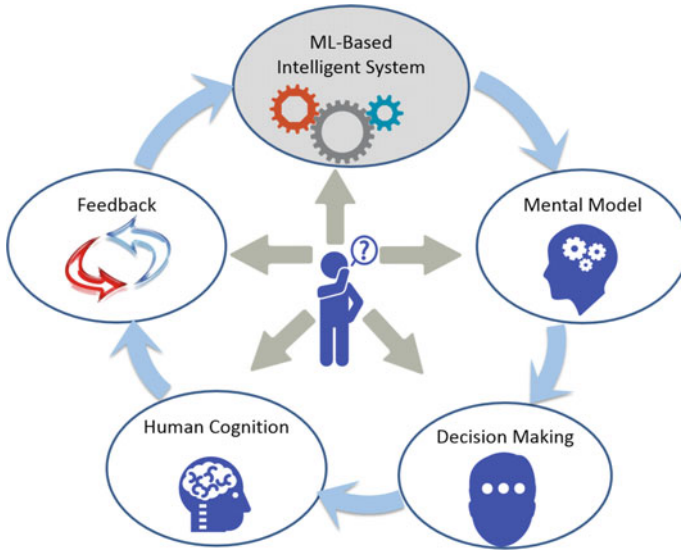 ML-Based
Intelligent System
Feedback
Mental Model
?
Human Cognition
Decision Making